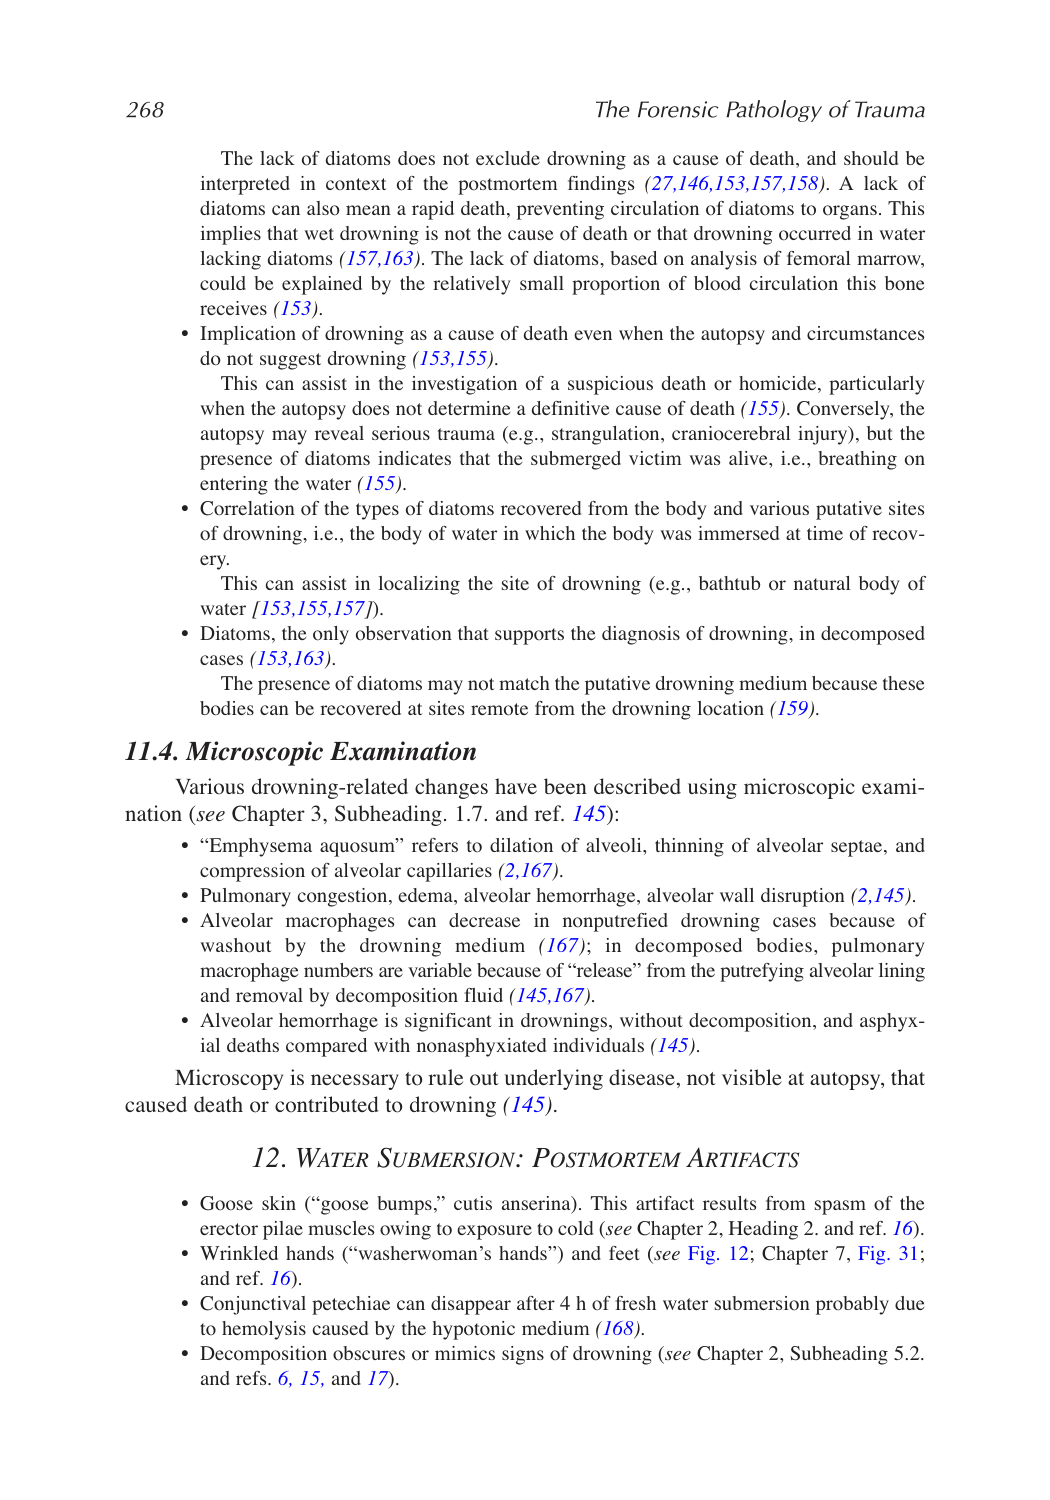 268
The Forensic Pathology of Trauma
The lack of diatoms does not exclude drowning as a cause of death, and should be
interpreted in context of the postmortem findings (27,146,153,157,158). A lack of
diatoms can also mean a rapid death, preventing circulation of diatoms to organs. This
implies that wet drowning is not the cause of death or that drowning occurred in water
lacking diatoms (157,163). The lack of diatoms, based on analysis of femoral marrow,
could be explained by the relatively small proportion of blood circulation this bone
receives (153).
• Implication of drowning as a cause of death even when the autopsy and circumstances
do not suggest drowning (153,155).
This can assist in the investigation of a suspicious death or homicide, particularly
when the autopsy does not determine a definitive cause of death (155). Conversely, the
autopsy may reveal serious trauma (e.g., strangulation, craniocerebral injury), but the
presence of diatoms indicates that the submerged victim was alive, i.e., breathing on
entering the water (155).
• Correlation of the types of diatoms recovered from the body and various putative sites
of drowning, i.e., the body of water in which the body was immersed at time of recov-
ery.
This can assist in localizing the site of drowning (e.g., bathtub or natural body of
water [153,155,157]).
• Diatoms, the only observation that supports the diagnosis of drowning, in decomposed
cases (153,163).
The presence of diatoms may not match the putative drowning medium because these
bodies can be recovered at sites remote from the drowning location (159).
11.4. Microscopic Examination
Various drowning-related changes have been described using microscopic exami-
nation (see Chapter 3, Subheading. 1.7. and ref. 145):
• “Emphysema aquosum” refers to dilation of alveoli, thinning of alveolar septae, and
compression of alveolar capillaries (2,167).
• Pulmonary congestion, edema, alveolar hemorrhage, alveolar wall disruption (2,145).
• Alveolar macrophages can decrease in nonputrefied drowning cases because of
washout by the drowning medium (167); in decomposed bodies, pulmonary
macrophage numbers are variable because of “release” from the putrefying alveolar lining
and removal by decomposition fluid (145,167).
• Alveolar hemorrhage is significant in drownings, without decomposition, and asphyx-
ial deaths compared with nonasphyxiated individuals (145).
Microscopy is necessary to rule out underlying disease, not visible at autopsy, that
caused death or contributed to drowning (145).
12. WATER SUBMERSION: POSTMORTEM ARTIFACTS
• Goose skin (“goose bumps,” cutis anserina). This artifact results from spasm of the
erector pilae muscles owing to exposure to cold (see Chapter 2, Heading 2. and ref. 16).
• Wrinkled hands (“washerwoman’s hands”) and feet (see Fig. 12; Chapter 7, Fig. 31;
and ref. 16).
• Conjunctival petechiae can disappear after 4 h of fresh water submersion probably due
to hemolysis caused by the hypotonic medium (168).
• Decomposition obscures or mimics signs of drowning (see Chapter 2, Subheading 5.2.
and refs. 6, 15, and 17).